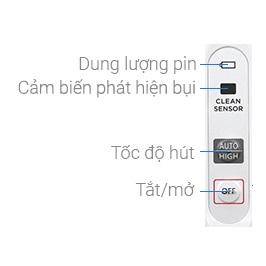 Dung lượng pin
Cảm biến phát hiện bụi
CLEAN
SENSOR
Tốc độ hút
AUTO
HIGH
Tắt/mở
OFF